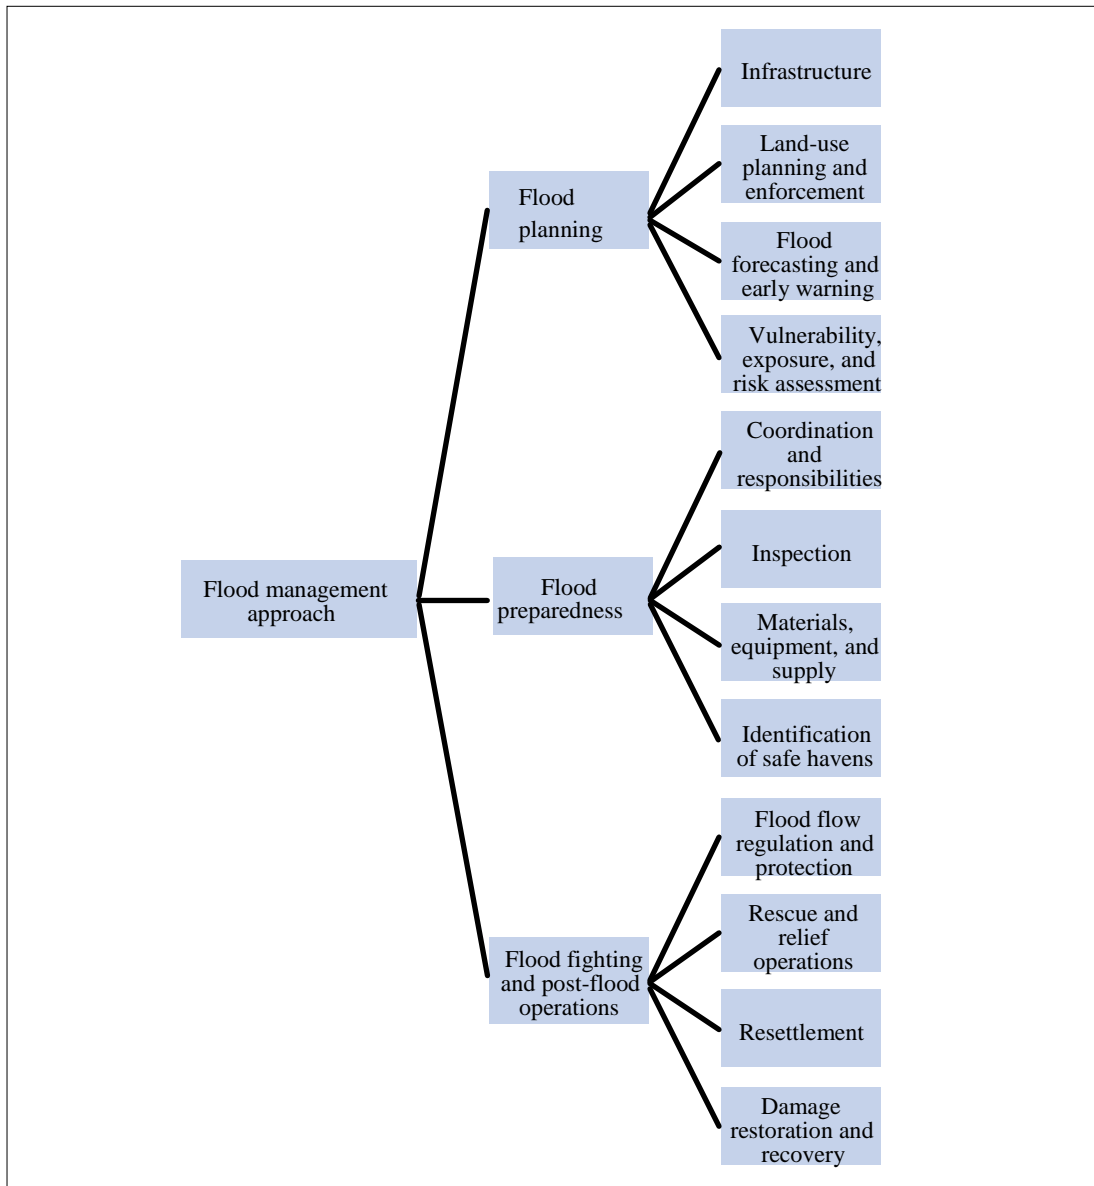 Infrastructure
Land-use
planning and
enforcement
Flood
planning
Flood
forecasting and
early warning
Vulnerability,
exposure, and
risk assessment
Coordination
and
responsibilities
Inspection
Flood management
approach
Flood
preparedness
Materials,
equipment, and
supply
Identification
of safe havens
Flood flow
regulation and
protection
Rescue and
relief
operations
Flood fighting
and post-flood
operations
Resettlement
Damage
restoration and
recovery